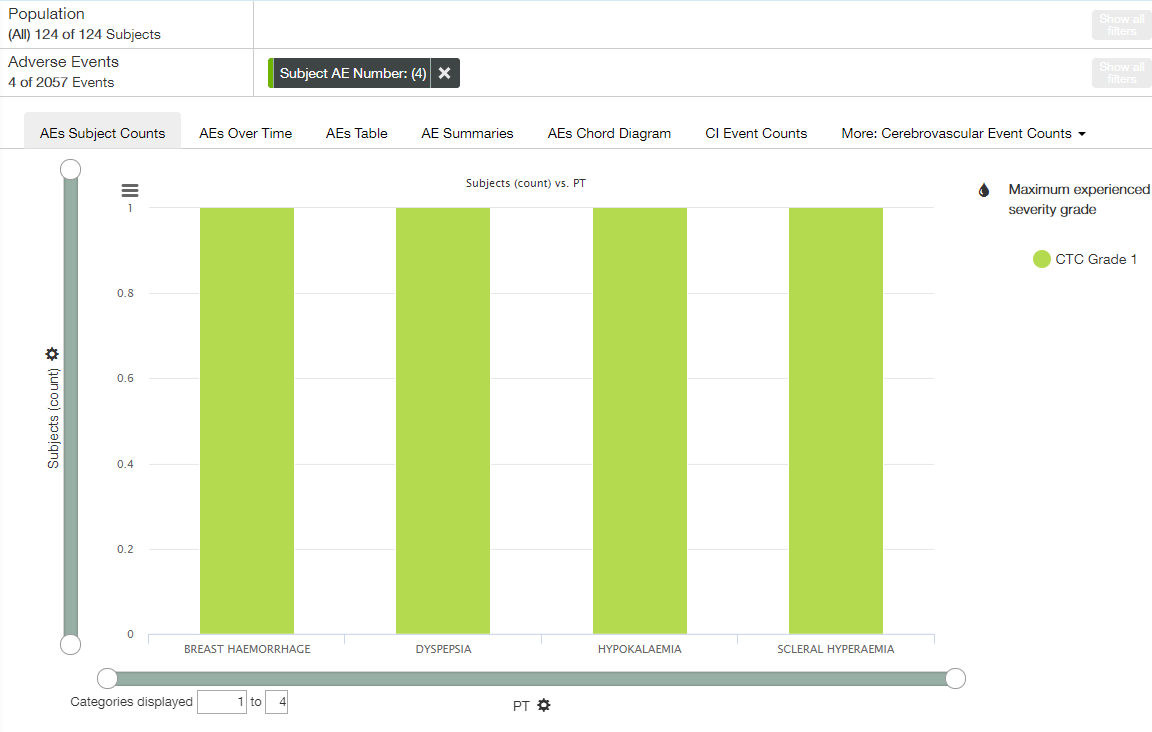 Population
(All) 124 of 124 Subjects
Show all
filters
Adverse Events
4 of 2057 Events
Subject AE Number: (4)
Show all
filters
AEs Subject Counts
AEs Over Time
AEs Table
AE Summaries
AEs Chord Diagram
CI Event Counts
More: Cerebrovascular Event Counts
Subjects (count) vs. PT
Maximum experienced
severity grade
CTC Grade 1
Subjects (count)
1
0.8
0.6
0.4
0.2
0
BREAST HAEMORRHAGE
DYSPEPSIA
HYPOKALAEMIA
SCLERAL HYPERAEMIA
Categories displayed 1 to 4
PT